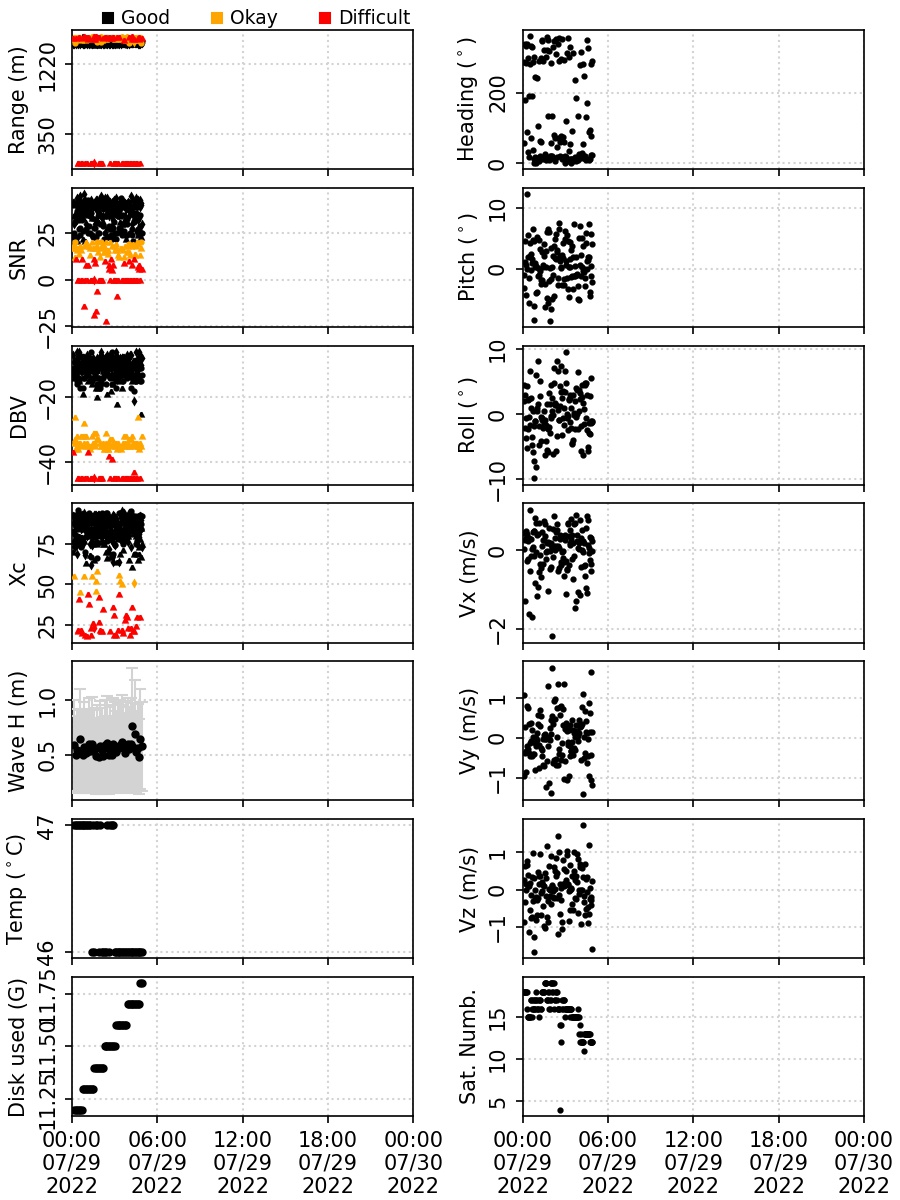 Good Okay Difficult
Range (m)
1220
350
Heading (°)
200
0
SNR
25
0
−25
Pitch (°)
10
0
DBV
−20
−40
Roll (°)
10
0
−10
Xc
75
50
25
Vx (m/s)
0
−2
Wave H (m)
1.0
0.5
Vy (m/s)
1
0
−1
Temp (°C)
47
46
Vz (m/s)
1
0
−1
Disk used (G)
11.75
11.50
11.25
Sat. Numb.
15
10
5
00:00 06:00 12:00 18:00 00:00
07/29 07/29 07/29 07/29 07/30
2022 2022 2022 2022 2022
00:00 06:00 12:00 18:00 00:00
07/29 07/29 07/29 07/29 07/30
2022 2022 2022 2022 2022